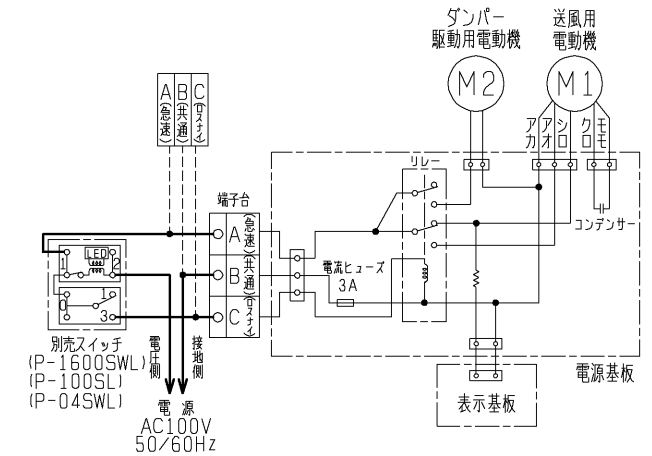 ダンパー
駆動用電動機
送風用
電動機
M2
M1
A(急速)
B(共通)
C(ロスナイ)
アカ
アオ
シロ
クロ
モモ
リレー
端子台
コンデンサー
A(急速)
B(共通)
C(ロスナイ)
電流ヒューズ
3A
LED
1
2
0
1
3
別売スイッチ
(P-1600SWL)
(P-100SL)
(P-04SWL)
電圧側
接地側
電源
AC100V
50/60Hz
電源基板
表示基板